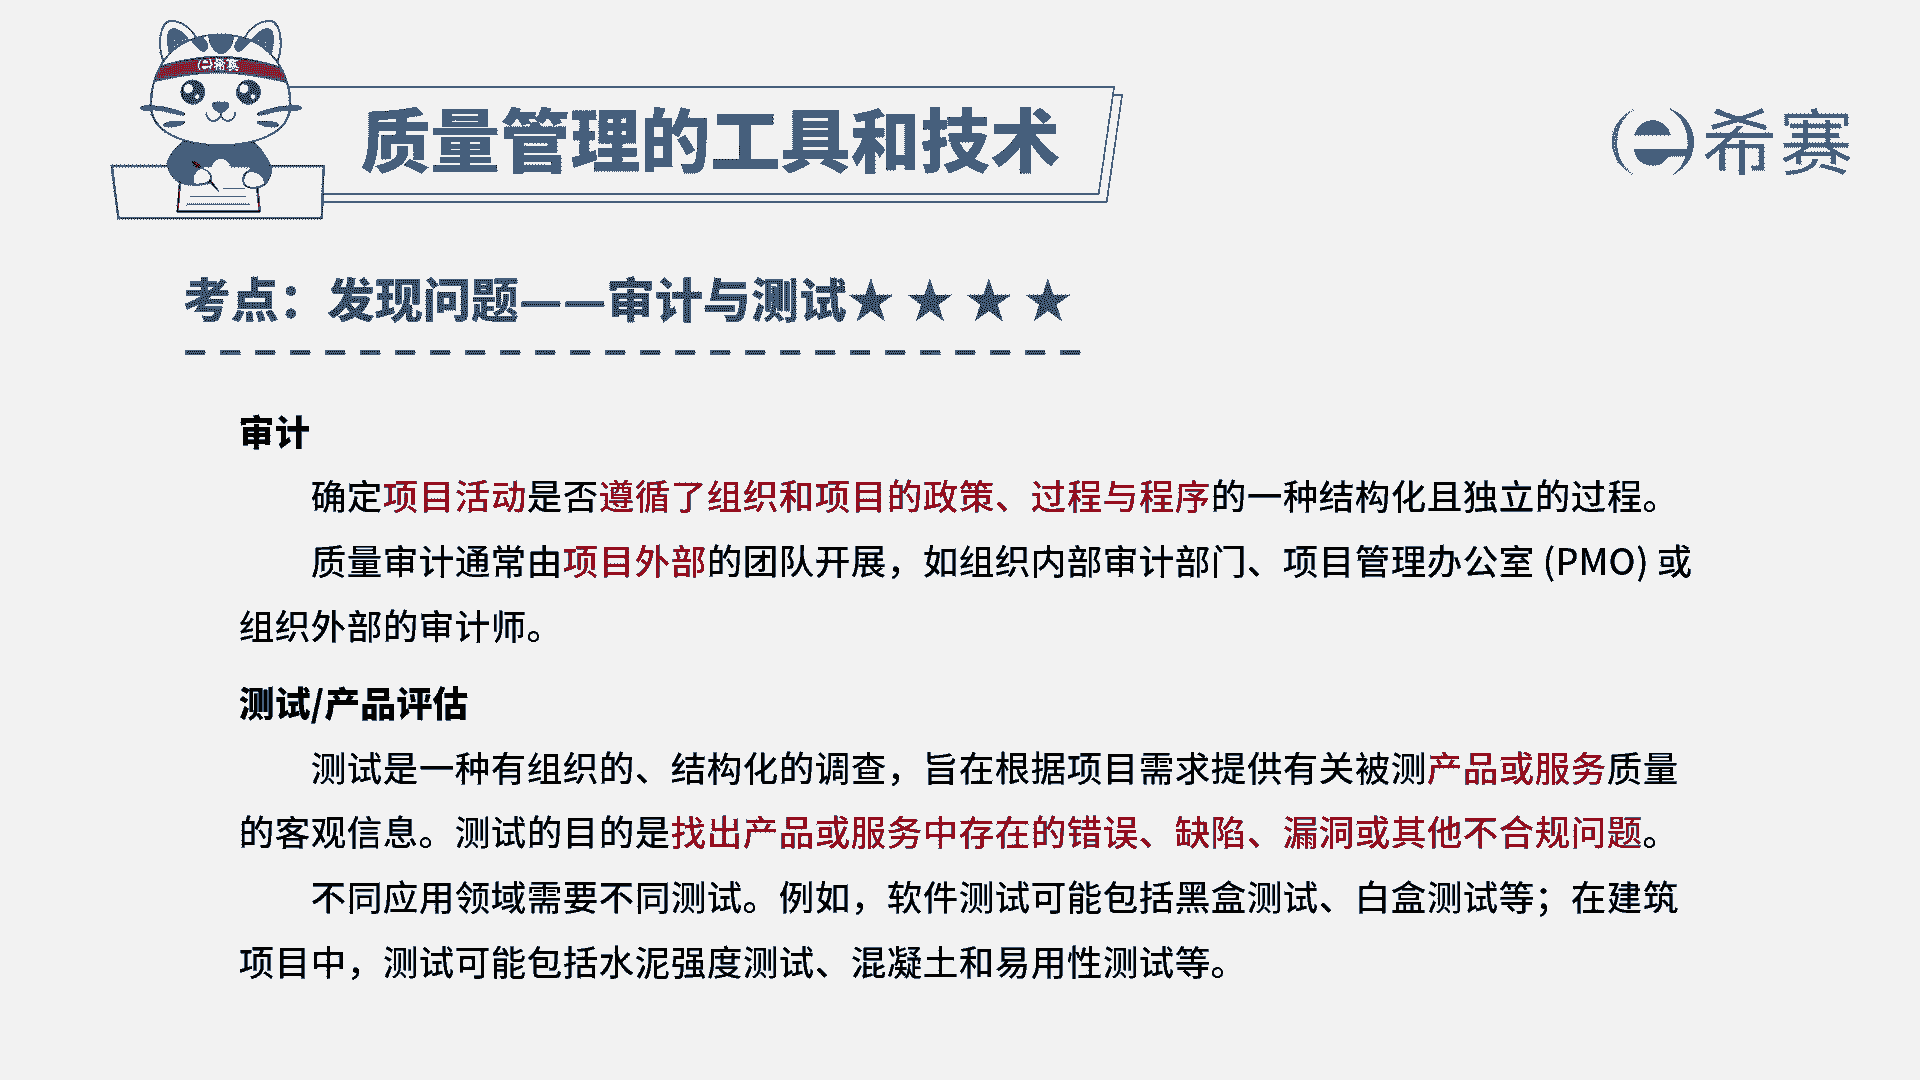 e希赛
质量管理的工具和技术
e希赛
考点：发现问题——审计与测试★★★★
审计
确定项目活动是否遵循了组织和项目的政策、过程与程序的一种结构化且独立的过程。
质量审计通常由项目外部的团队开展，如组织内部审计部门、项目管理办公室 (PMO) 或
组织外部的审计师。
测试/产品评估
测试是一种有组织的、结构化的调查，旨在根据项目需求提供有关被测产品或服务质量
的客观信息。测试的目的是找出产品或服务中存在的错误、缺陷、漏洞或其他不合规问题。
不同应用领域需要不同测试。例如，软件测试可能包括黑盒测试、白盒测试等；在建筑
项目中，测试可能包括水泥强度测试、混凝土和易用性测试等。